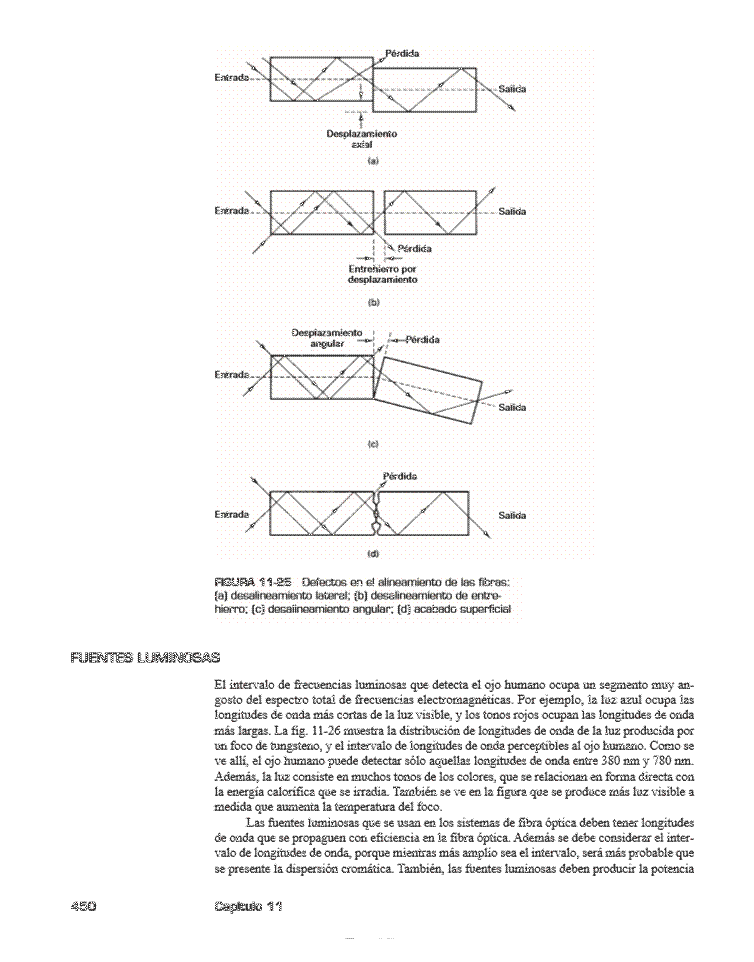 Pérdida
Entrada
Salida
Desplazamiento
axial
(a)
Entrada
Salida
Pérdida
Entrehierro por
desplazamiento
(b)
Desplazamiento
angular
Pérdida
Entrada
Salida
(c)
Pérdida
Entrada
Salida
(d)
FIGURA 11-25 Defectos en el alineamiento de las fibras:
(a) desalineamiento lateral; (b) desalineamiento de entre-
hierro; (c) desalineamiento angular; (d) acabado superficial
FUENTES LUMINOSAS
El intervalo de frecuencias luminosas que detecta el ojo humano ocupa un segmento muy an-
gosto del espectro total de frecuencias electromagnéticas. Por ejemplo, la luz azul ocupa las
longitudes de onda más cortas de la luz visible, y los tonos rojos ocupan las longitudes de onda
más largas. La fig. 11-26 muestra la distribución de longitudes de onda de la luz producida por
un foco de tungsteno, y el intervalo de longitudes de onda perceptibles al ojo humano. Como se
ve allí, el ojo humano puede detectar sólo aquellas longitudes de onda entre 380 nm y 780 nm.
Además, la luz consiste en muchos tonos de los colores, que se relacionan en forma directa con
la energía calorífica que se irradia. También se ve en la figura que se produce más luz visible a
medida que aumenta la temperatura del foco.
Las fuentes luminosas que se usan en los sistemas de fibra óptica deben tener longitudes
de onda que se propaguen con eficiencia en la fibra óptica. Además se debe considerar el inter-
valo de longitudes de onda, porque mientras más amplio sea el intervalo, será más probable que
se presente la dispersión cromática. También, las fuentes luminosas deben producir la potencia
450 Capítulo 11